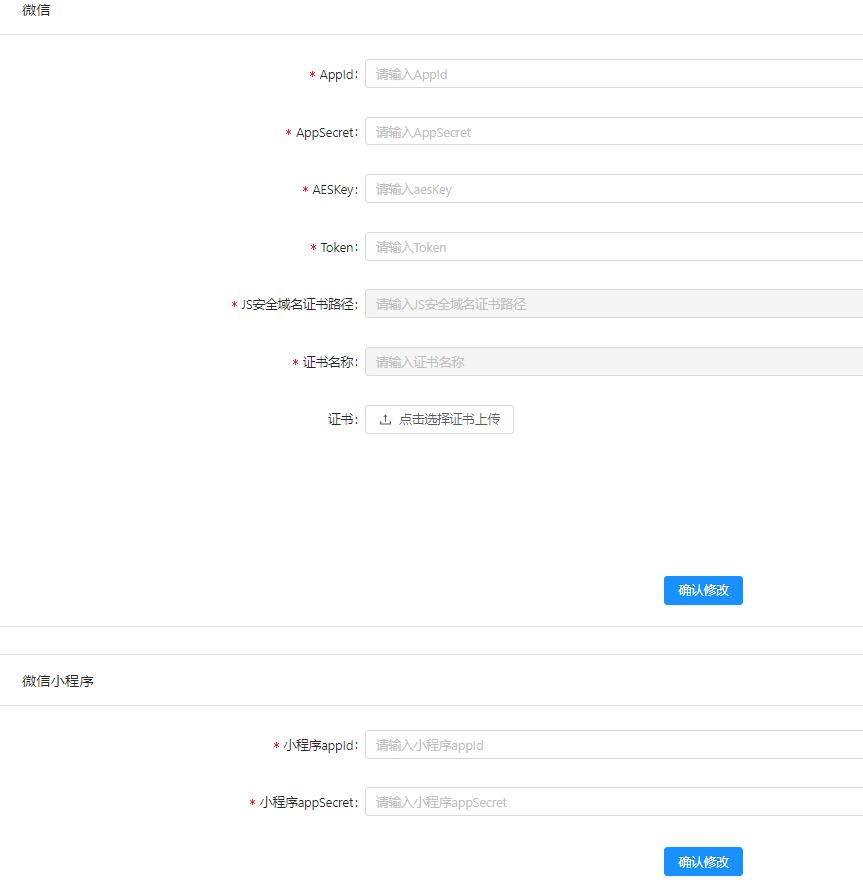 微信
* AppId: 请输入AppId
* AppSecret: 请输入AppSecret
* AESKey: 请输入aesKey
* Token: 请输入Token
* JS安全域名证书路径: 请输入JS安全域名证书路径
* 证书名称: 请输入证书名称
证书: 点击选择证书上传
确认修改
微信小程序
* 小程序appId: 请输入小程序appId
* 小程序appSecret: 请输入小程序appSecret
确认修改